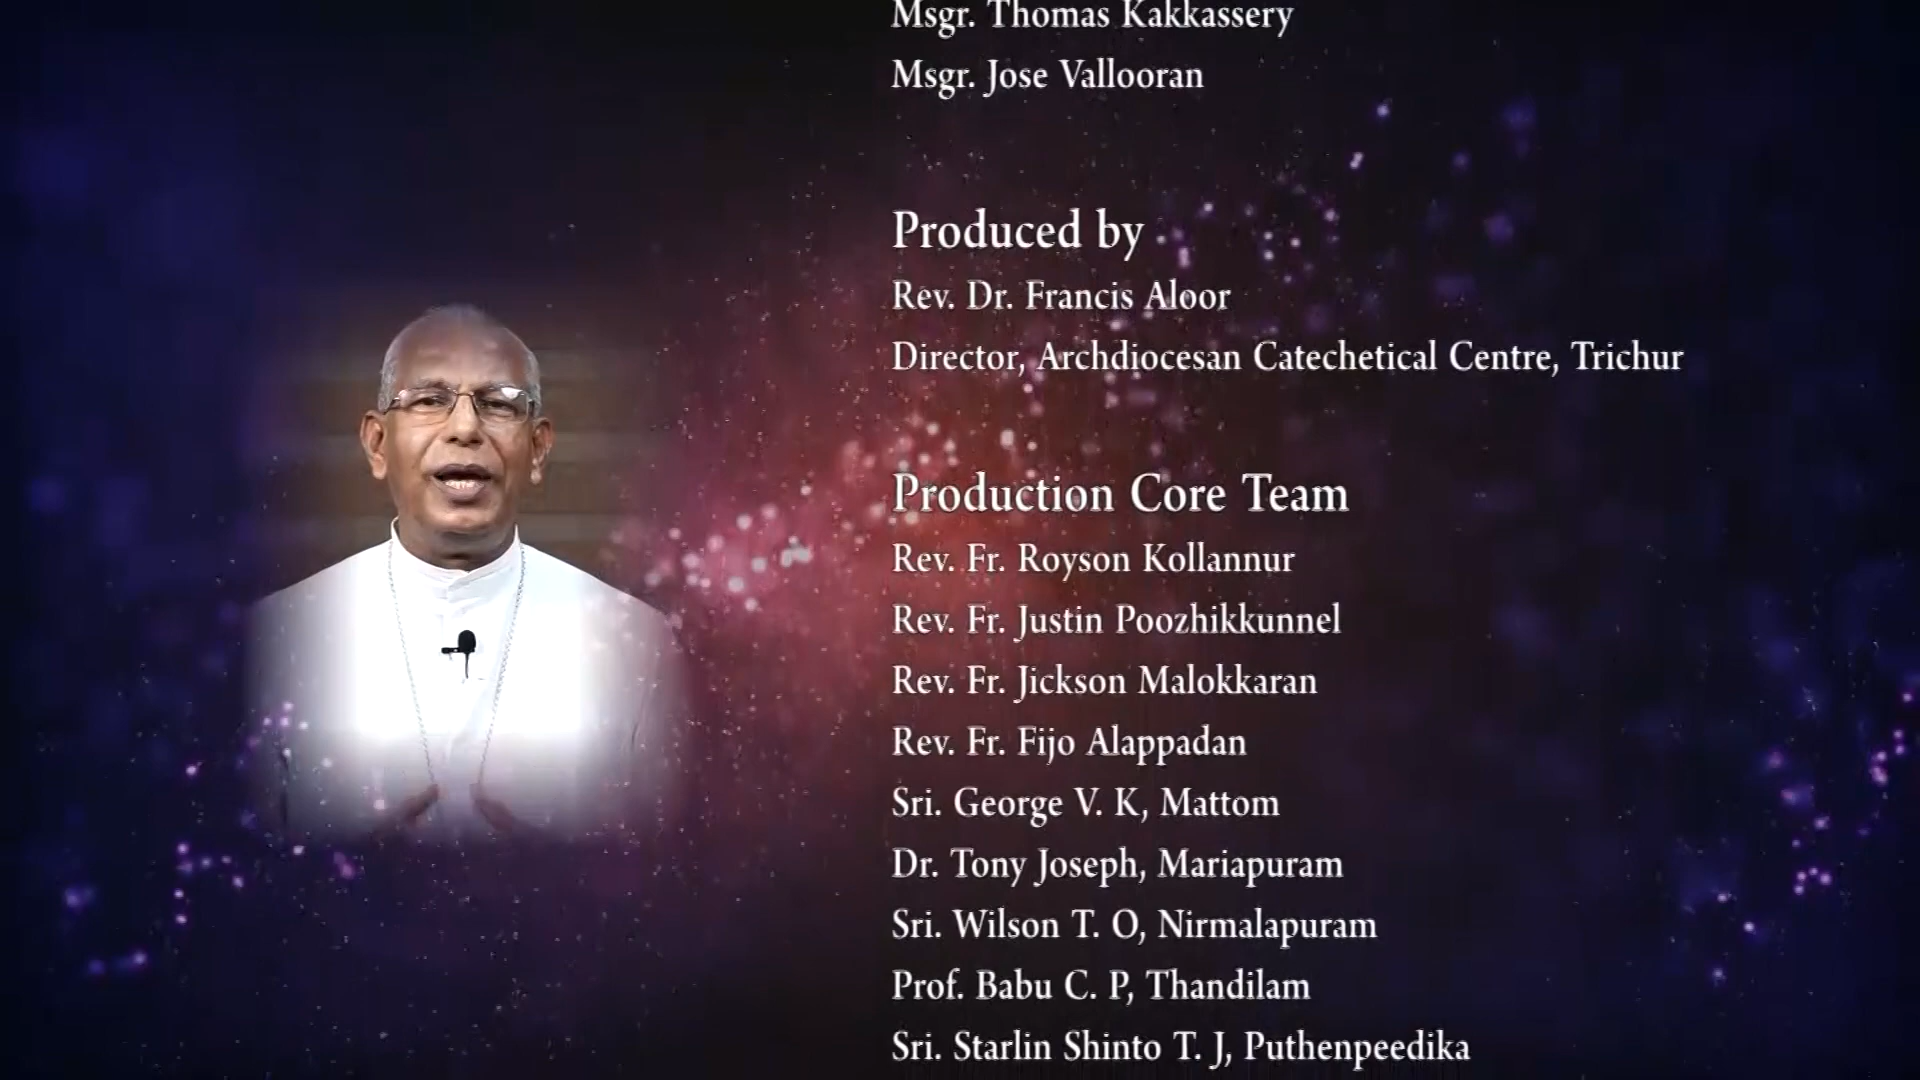 Msgr. Thomas Kakkassery
Msgr. Jose Vallooran
Produced by
Rev. Dr. Francis Aloor
Director, Archdiocesan Catechetical Centre, Trichur
Production Core Team
Rev. Fr. Royson Kollannur
Rev. Fr. Justin Poozhikkunnel
Rev. Fr. Jickson Malokkaran
Rev. Fr. Fijo Alappadan
Sri. George V. K, Mattom
Dr. Tony Joseph, Mariapuram
Sri. Wilson T. O, Nirmalapuram
Prof. Babu C. P, Thandilam
Sri. Starlin Shinto T. J, Puthenpeedika